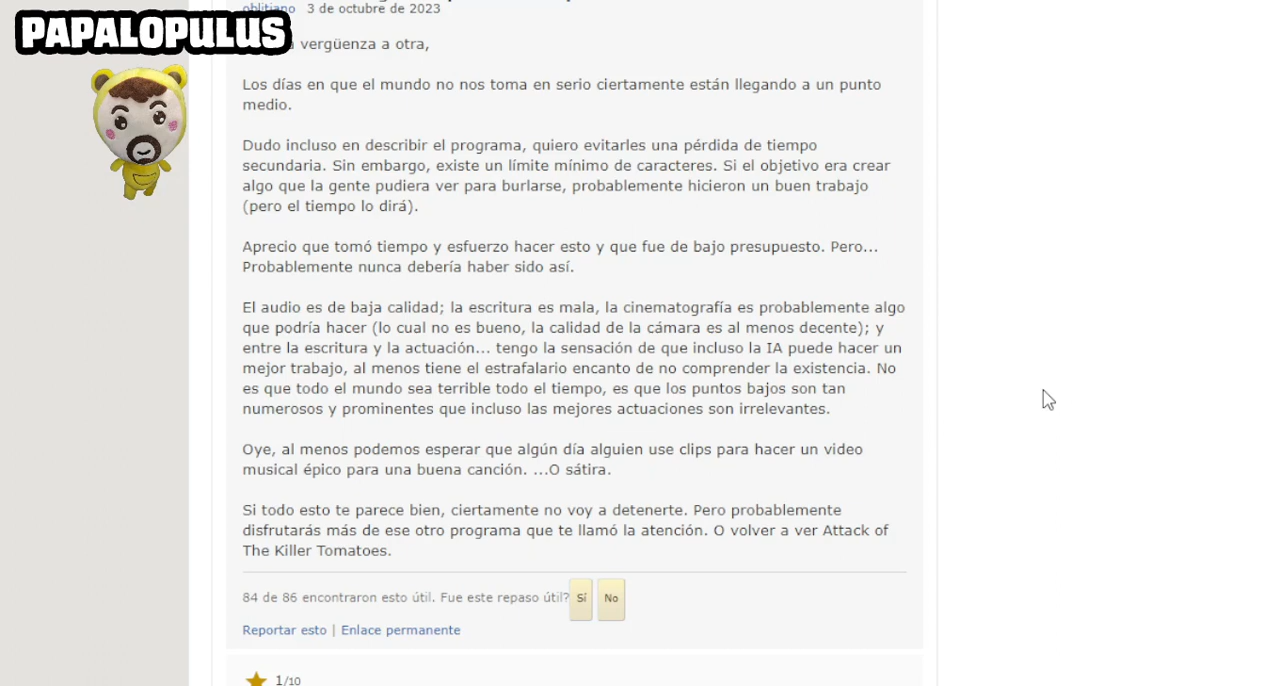 PAPALOPULUS
oblitiano 3 de octubre de 2023
vergüenza a otra,
Los días en que el mundo no nos toma en serio ciertamente están llegando a un punto
medio.
Dudo incluso en describir el programa, quiero evitarles una pérdida de tiempo
secundaria. Sin embargo, existe un límite mínimo de caracteres. Si el objetivo era crear
algo que la gente pudiera ver para burlarse, probablemente hicieron un buen trabajo
(pero el tiempo lo dirá).
Aprecio que tomó tiempo y esfuerzo hacer esto y que fue de bajo presupuesto. Pero...
Probablemente nunca debería haber sido así.
El audio es de baja calidad; la escritura es mala, la cinematografía es probablemente algo
que podría hacer (lo cual no es bueno, la calidad de la cámara es al menos decente); y
entre la escritura y la actuación... tengo la sensación de que incluso la IA puede hacer un
mejor trabajo, al menos tiene el estrafalario encanto de no comprender la existencia. No
es que todo el mundo sea terrible todo el tiempo, es que los puntos bajos son tan
numerosos y prominentes que incluso las mejores actuaciones son irrelevantes.
Oye, al menos podemos esperar que algún día alguien use clips para hacer un video
musical épico para una buena canción. ...O sátira.
Si todo esto te parece bien, ciertamente no voy a detenerte. Pero probablemente
disfrutarás más de ese otro programa que te llamó la atención. O volver a ver Attack of
The Killer Tomatoes.
84 de 86 encontraron esto útil. Fue este repaso útil? Sí No
Reportar esto | Enlace permanente
1/10